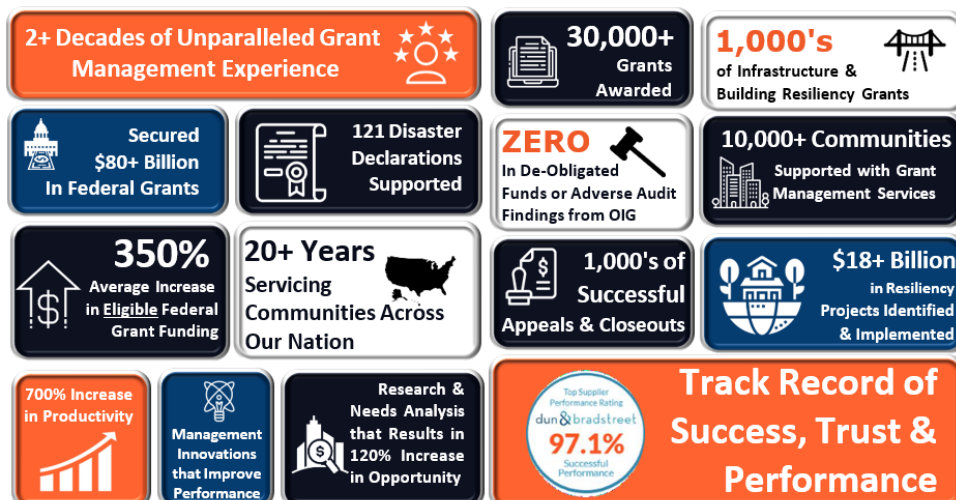 2+ Decades of Unparalleled Grant
Management Experience
30,000+
Grants
Awarded
1,000's
of Infrastructure &
Building Resiliency Grants
Secured
$80+ Billion
In Federal Grants
121 Disaster
Declarations
Supported
ZERO
In De-Obligated
Funds or Adverse Audit
Findings from OIG
10,000+ Communities
Supported with Grant
Management Services
350%
Average Increase
in Eligible Federal
Grant Funding
20+ Years
Servicing
Communities Across
Our Nation
1,000's of
Successful
Appeals & Closeouts
$18+ Billion
in Resiliency
Projects Identified
& Implemented
700% Increase
in Productivity
Management
Innovations
that Improve
Performance
Research &
Needs Analysis
that Results in
120% Increase
in Opportunity
Top Supplier
Performance Rating
dun & bradstreet
97.1%
Successful
Performance
Track Record of
Success, Trust &
Performance